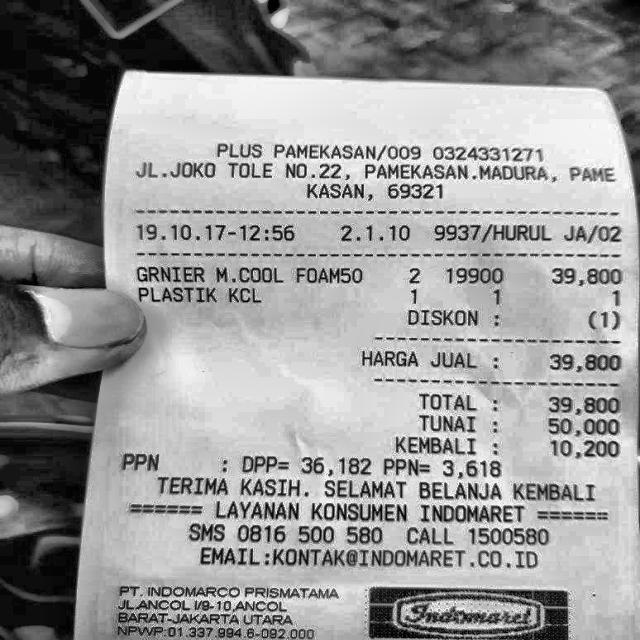 PLUS PAMEKASAN/009 0324331271
JL.JOKO TOLE NO.22, PAMEKASAN.MADURA, PAME
KASAN, 69321
19.10.17-12:56 2.1.10 9937/HURUL JA/02
GRNIER M.COOL FOAM50 2 19900 39,800
PLASTIK KCL 1 1 1
DISKON : (1)
HARGA JUAL : 39,800
TOTAL : 39,800
TUNAI : 50,000
KEMBALI : 10,200
PPN : DPP= 36,182 PPN= 3,618
TERIMA KASIH. SELAMAT BELANJA KEMBALI
====== LAYANAN KONSUMEN INDOMARET ======
SMS 0816 500 580 CALL 1500580
EMAIL:KONTAK@INDOMARET.CO.ID
PT. INDOMARCO PRISMATAMA
JL.ANCOL I/9-10,ANCOL
BARAT-JAKARTA UTARA
NPWP:01.337.994.6-092.000
Indomaret